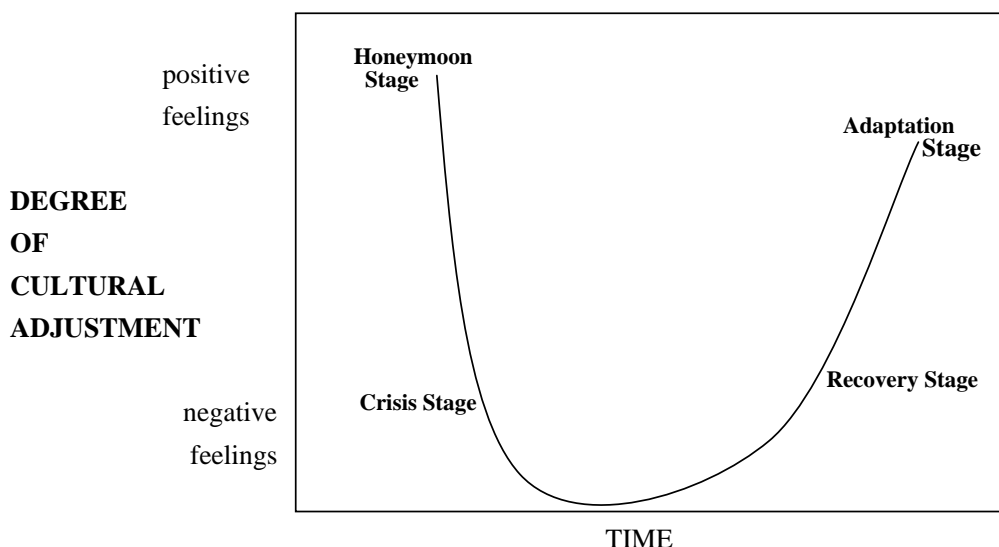 Honeymoon
Stage
positive
feelings
Adaptation
Stage
DEGREE
OF
CULTURAL
ADJUSTMENT
Recovery Stage
Crisis Stage
negative
feelings
TIME